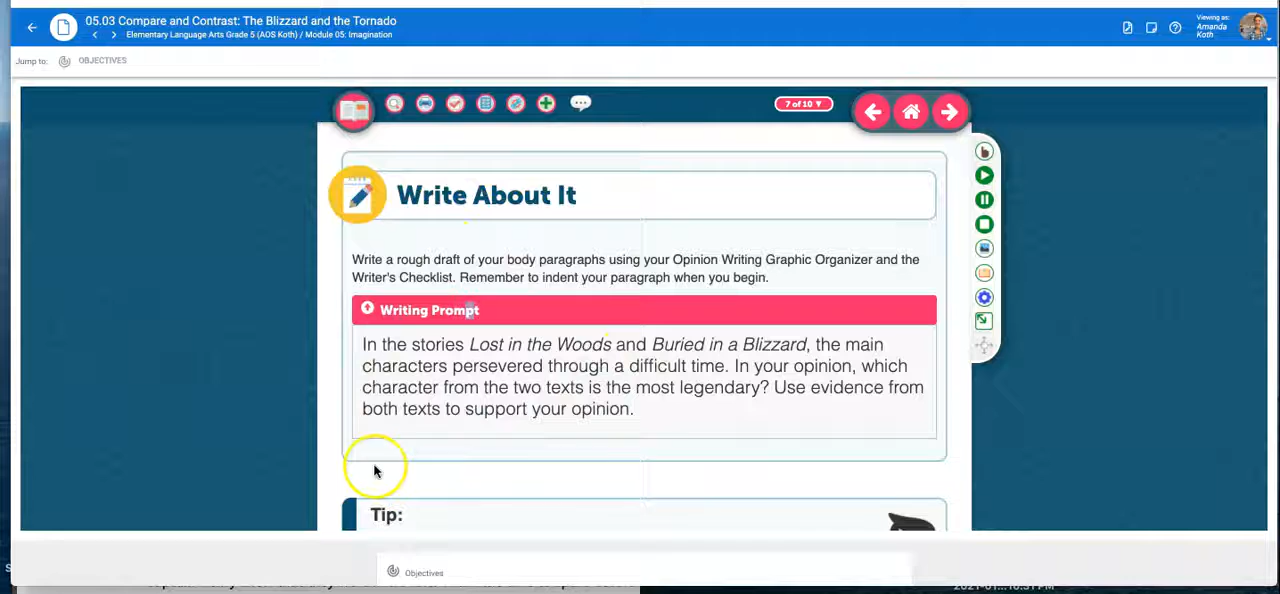 05.03 Compare and Contrast: The Blizzard and the Tornado
Elementary Language Arts Grade 5 (AOS Koth) / Module 05: Imagination
Viewing as:
Amanda
Koth
Jump to:
OBJECTIVES
7 of 10 ▼
Write About It
Write a rough draft of your body paragraphs using your Opinion Writing Graphic Organizer and the
Writer's Checklist. Remember to indent your paragraph when you begin.
Writing Prompt
In the stories Lost in the Woods and Buried in a Blizzard, the main
characters persevered through a difficult time. In your opinion, which
character from the two texts is the most legendary? Use evidence from
both texts to support your opinion.
Tip:
Objectives